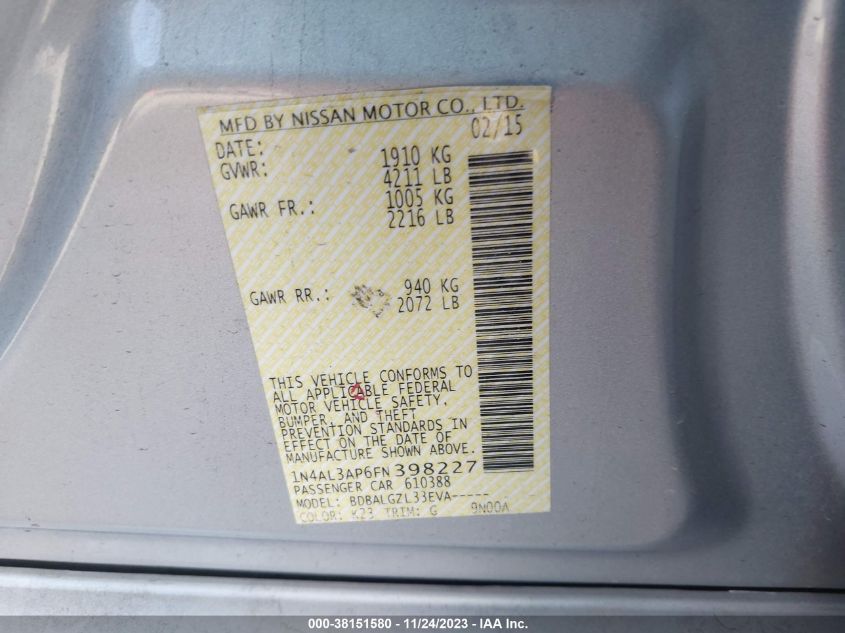 MFD BY NISSAN MOTOR CO., LTD.
DATE: 02/15
GVWR: 1910 KG
4211 LB
GAWR FR.: 1005 KG
2216 LB
GAWR RR.: 940 KG
2072 LB
THIS VEHICLE CONFORMS TO
ALL APPLICABLE FEDERAL
MOTOR VEHICLE SAFETY,
BUMPER, AND THEFT
PREVENTION STANDARDS IN
EFFECT ON THE DATE OF
MANUFACTURE SHOWN ABOVE.
1N4AL3AP6FN398227
PASSENGER CAR 610388
MODEL: BDBALGZL33EVA-----
COLOR: K23 TRIM: G 9N00A
000-38151580 - 11/24/2023 - IAA Inc.